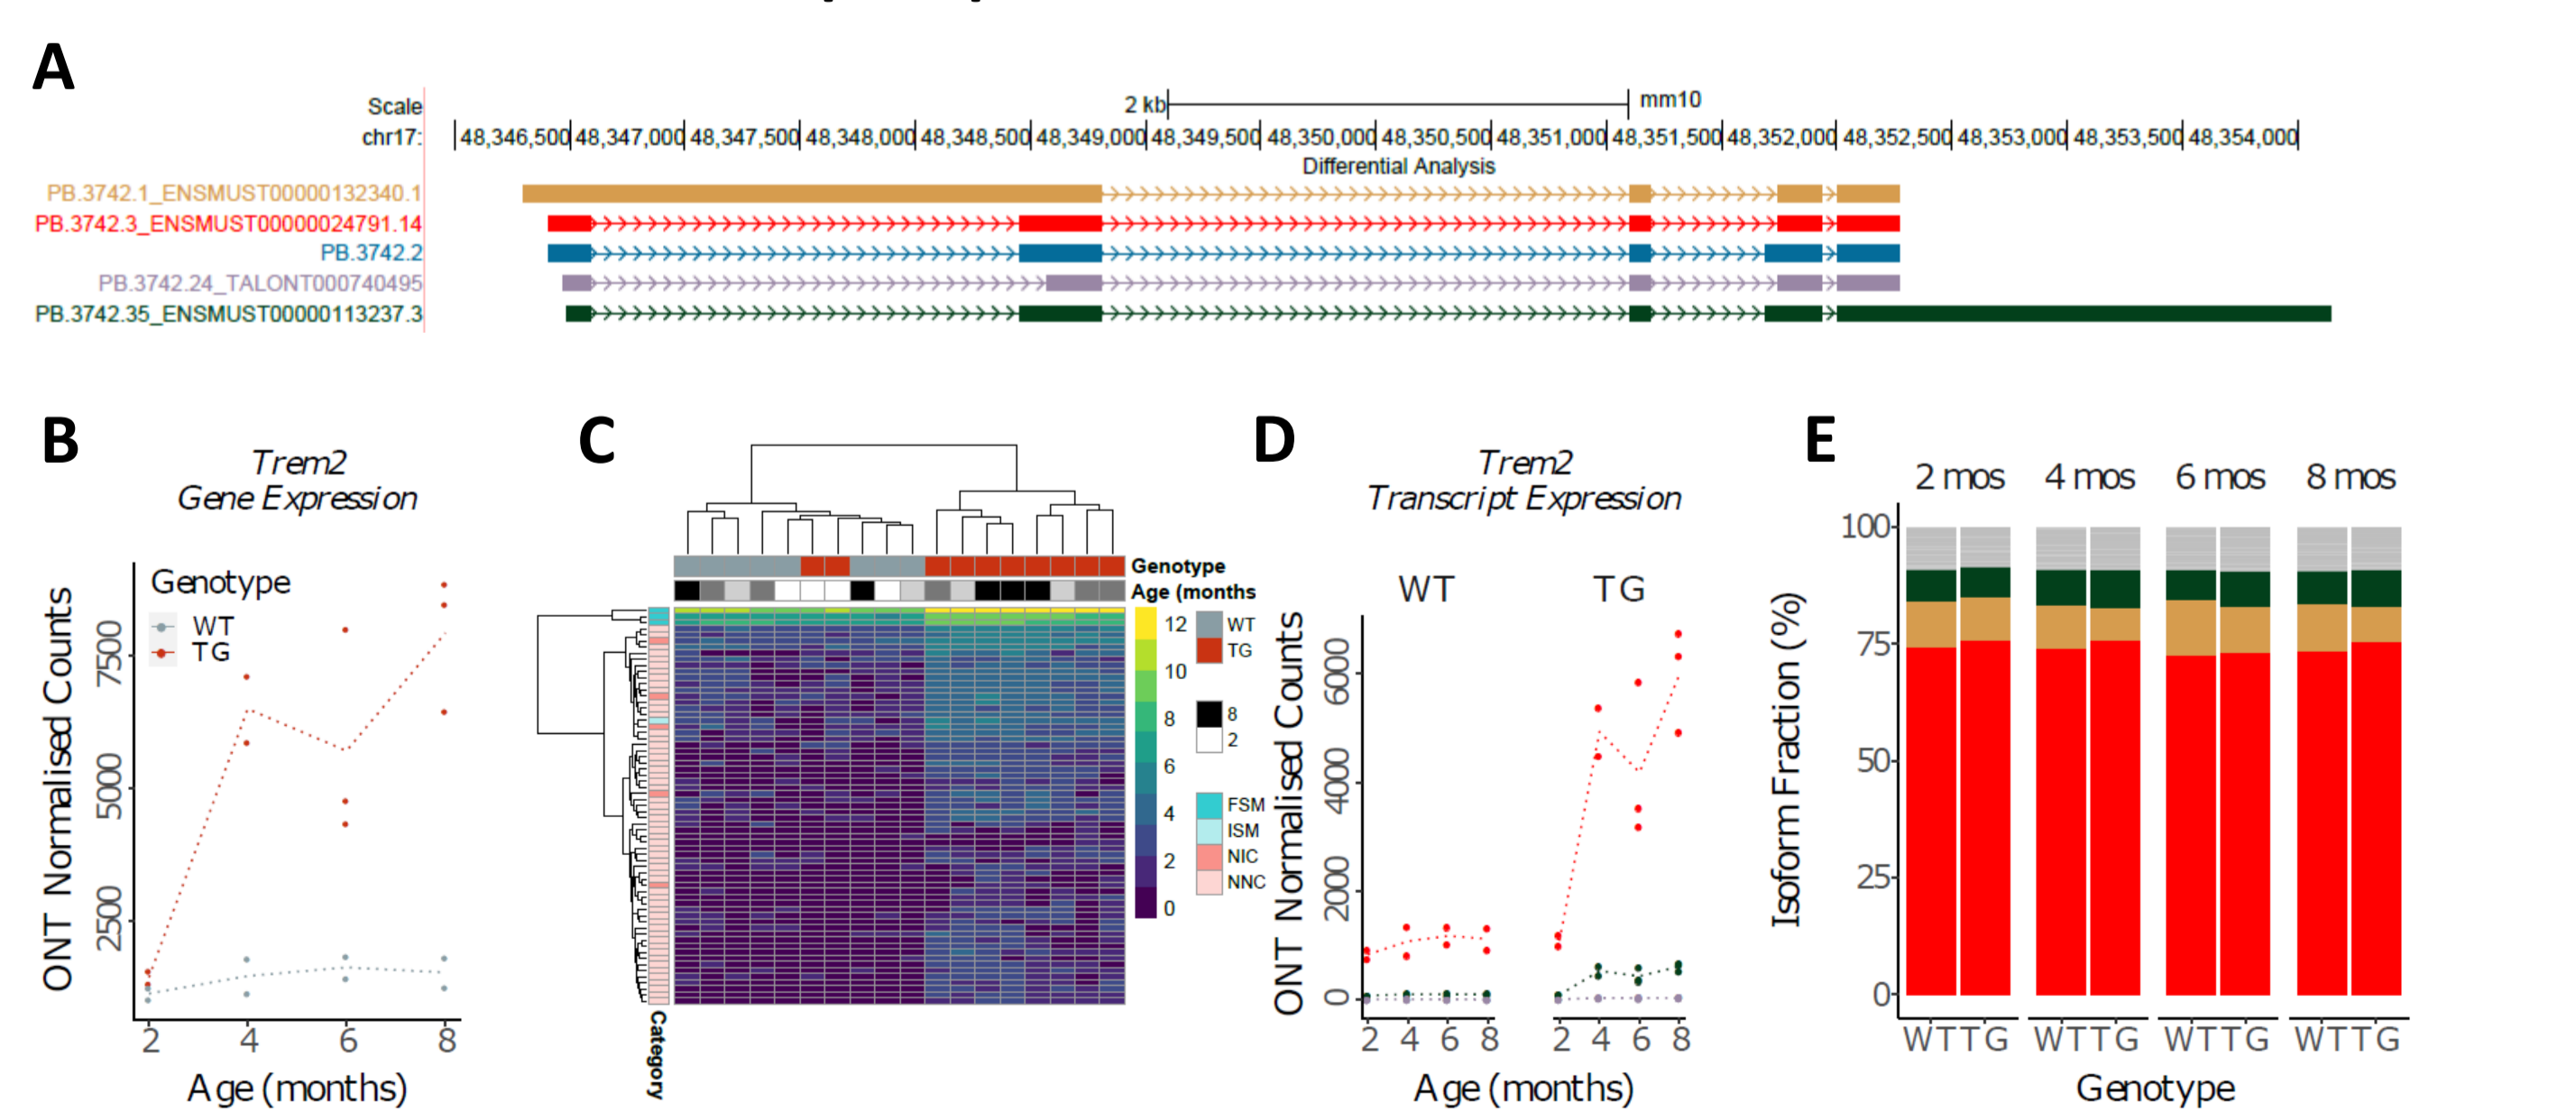 A
Scale
2 kb
mm10
chr17:
48,346,500
48,347,000
48,347,500
48,348,000
48,348,500
48,349,000
48,349,500
48,350,000
48,350,500
48,351,000
48,351,500
48,352,000
48,352,500
48,353,000
48,353,500
48,354,000
Differential Analysis
PB.3742.1_ENSMUST00000132340.1
PB.3742.3_ENSMUST00000024791.14
PB.3742.2
PB.3742.24_TALONT000740495
PB.3742.35_ENSMUST00000113237.3
B
Trem2
Gene Expression
Genotype
WT
TG
ONT Normalised Counts
7500
5000
2500
2 4 6 8
Age (months)
C
Genotype
Age (months
12
10
8
6
4
2
0
WT
TG
8
2
FSM
ISM
NIC
NNC
Category
D
Trem2
Transcript Expression
WT
TG
ONT Normalised Counts
6000
4000
2000
0
2 4 6 8
2 4 6 8
Age (months)
E
2 mos
4 mos
6 mos
8 mos
Isoform Fraction (%)
100
75
50
25
0
WT TG
WT TG
WT TG
WT TG
Genotype